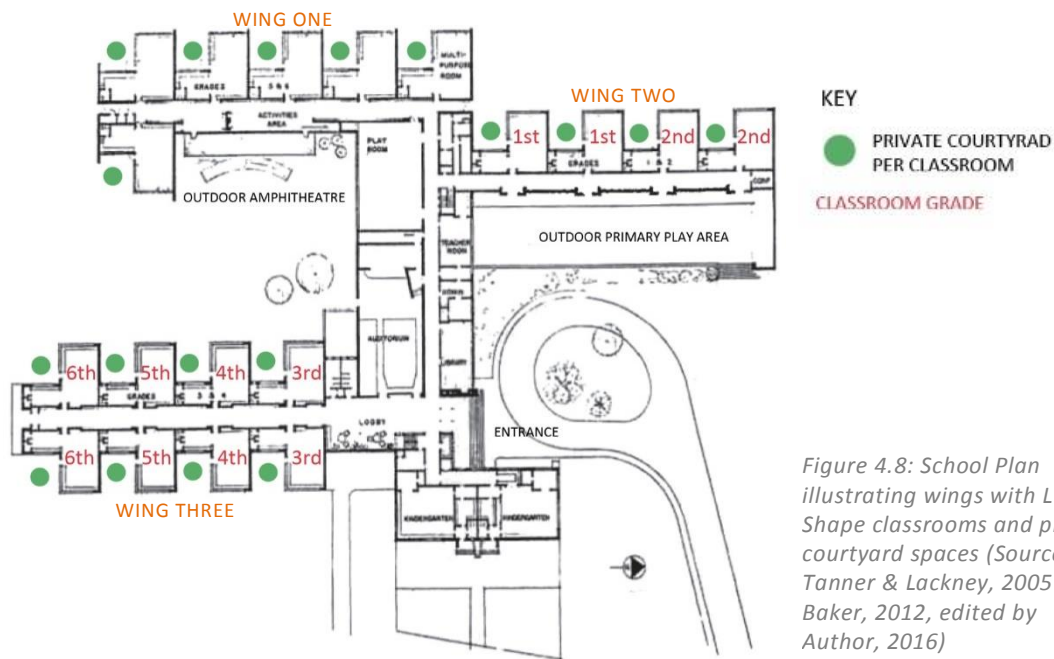 WING ONE
MULTI-
PURPOSE
ROOM
GRADES 5 & 6
ACTIVITIES
AREA
PLAY
ROOM
OUTDOOR AMPHITHEATRE
WING TWO
1st 1st 2nd 2nd
GRADES 1 & 2
CONF
OUTDOOR PRIMARY PLAY AREA
TEACHER
ROOM
ADMIN.
AUDITORIUM
LIBRARY
KEY
PRIVATE COURTYRAD
PER CLASSROOM
CLASSROOM GRADE
6th 5th 4th 3rd
GRADES 3 & 4
LOBBY
ENTRANCE
6th 5th 4th 3rd
WING THREE
KINDERGARTEN KINDERGARTEN
Figure 4.8: School Plan
illustrating wings with L
Shape classrooms and p
courtyard spaces (Source
Tanner & Lackney, 2005
Baker, 2012, edited by
Author, 2016)